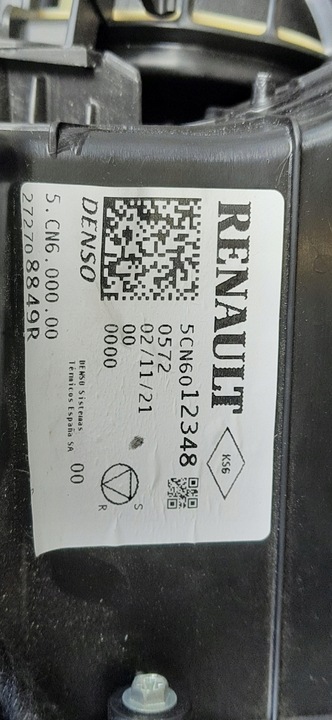 RENAULT
KS6
5CN6012348
0572
02/11/21
00
0000
DENSO
5.CN6.000.00
272708849R
DENSO Sistemas
Térmicos España SA
00
S
R